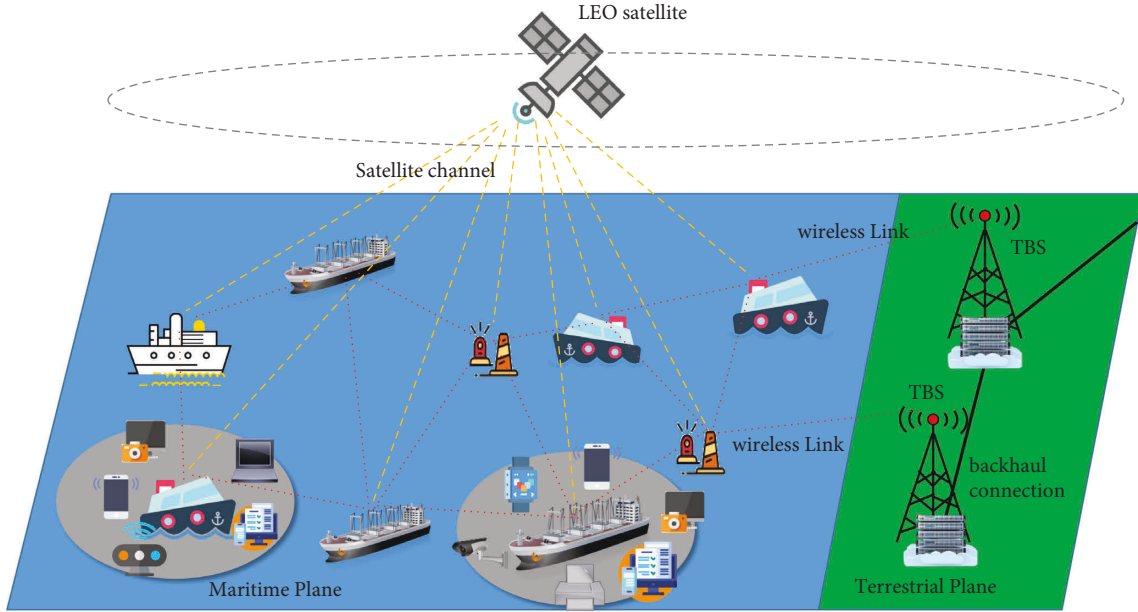 LEO satellite
Satellite channel
wireless Link
TBS
TBS
wireless Link
backhaul
connection
Maritime Plane
Terrestrial Plane